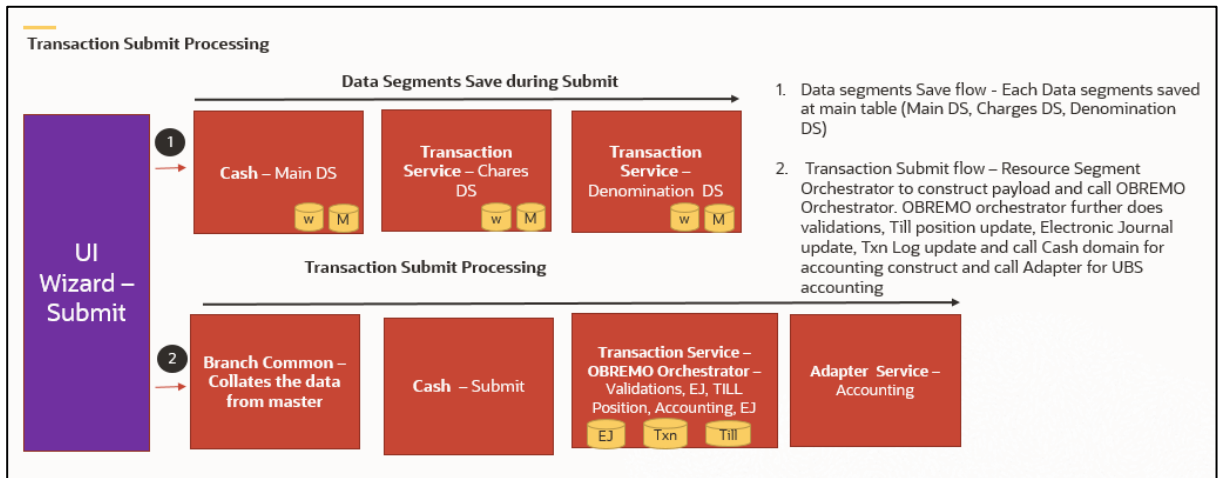 Transaction Submit Processing
Data Segments Save during Submit
UI
Wizard –
Submit
1
Cash – Main DS
w M
Transaction
Service – Chares
DS
w M
Transaction
Service –
Denomination DS
w M
Transaction Submit Processing
2
Branch Common –
Collates the data
from master
Cash – Submit
Transaction Service –
OBREMO Orchestrator –
Validations, EJ, TILL
Position, Accounting, EJ
EJ Txn Till
Adapter Service –
Accounting
1. Data segments Save flow - Each Data segments saved
at main table (Main DS, Charges DS, Denomination
DS)
2. Transaction Submit flow – Resource Segment
Orchestrator to construct payload and call OBREMO
Orchestrator. OBREMO orchestrator further does
validations, Till position update, Electronic Journal
update, Txn Log update and call Cash domain for
accounting construct and call Adapter for UBS
accounting